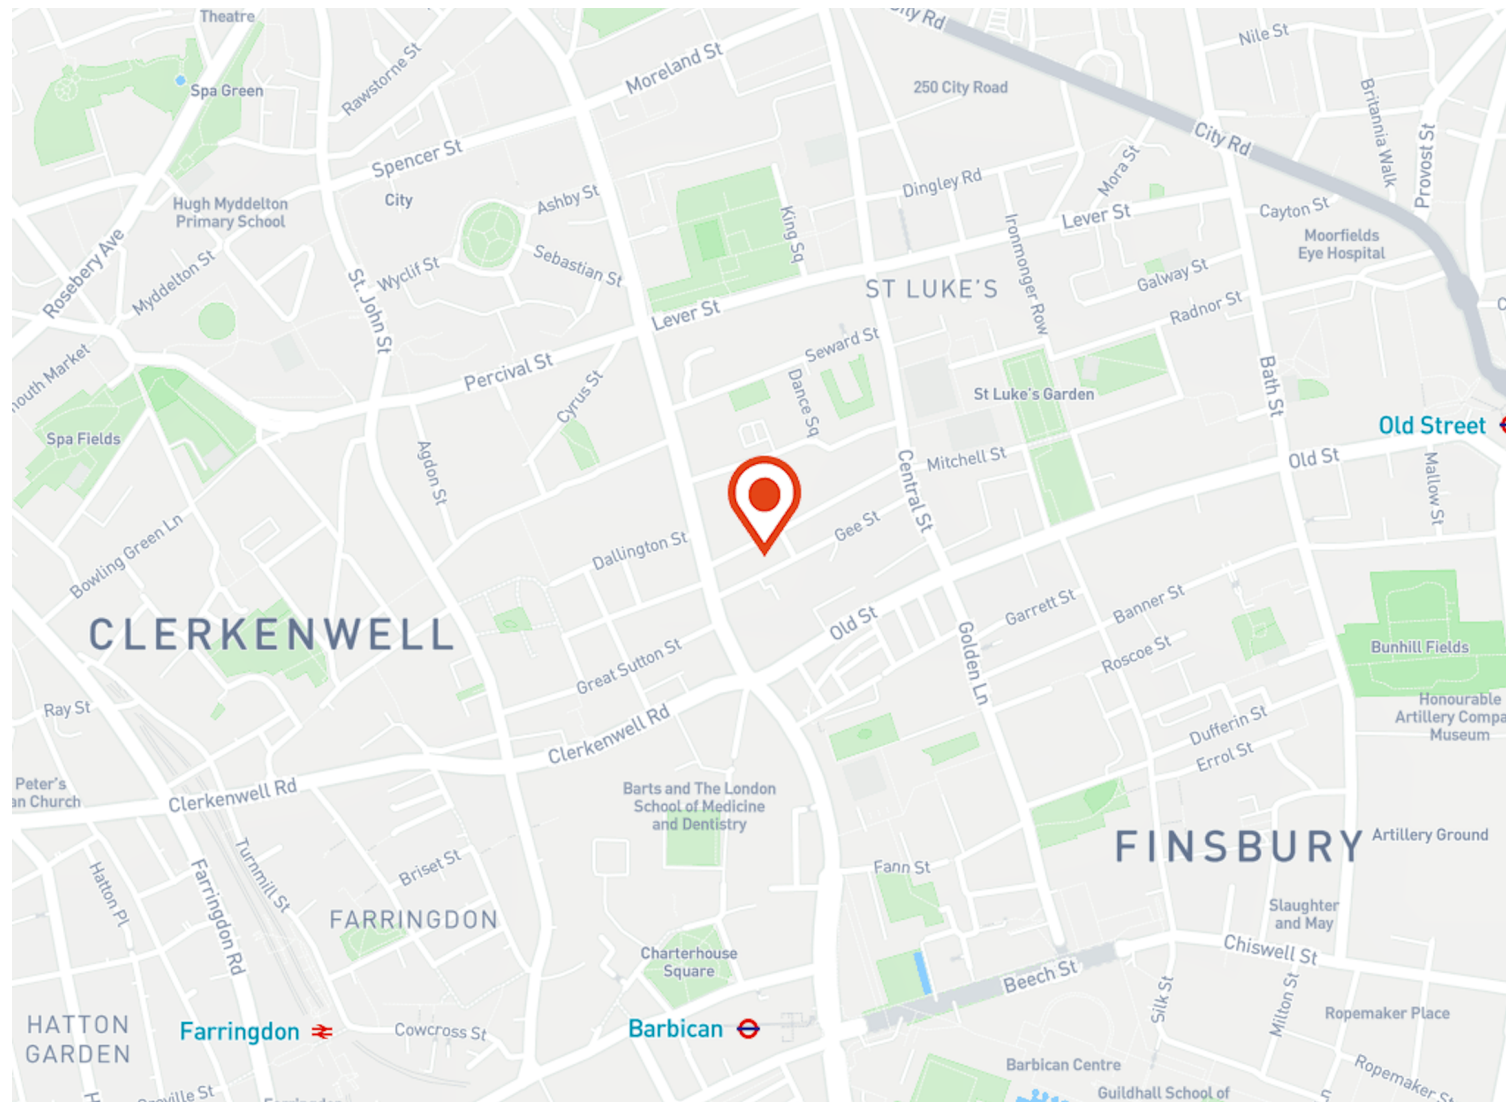 Theatre
City Rd
Nile St
Moreland St
Rawstorne St
Spa Green
250 City Road
Britannia Walk
City Rd
Provost St
Spencer St
Mora St
Dingley Rd
Hugh Myddelton
Primary School
City
Ashby St
King Sq
Lever St
Cayton St
Ironmonger Row
Moorfields
Eye Hospital
Rosebery Ave
Myddelton St
Wyclif St
Sebastian St
Galway St
St. John St
ST LUKE'S
Lever St
Radnor St
Seward St
outh Market
Percival St
Cyrus St
Dance Sq
St Luke's Garden
Bath St
Spa Fields
Old Street
Agdon St
Central St
Mitchell St
Old St
Mallow St
Bowling Green Ln
Gee St
Dallington St
CLERKENWELL
Old St
Garrett St
Banner St
Golden Ln
Roscoe St
Bunhill Fields
Great Sutton St
Ray St
Clerkenwell Rd
Honourable
Artillery Compa
Museum
Dufferin St
Errol St
Peter's
an Church
Clerkenwell Rd
Barts and The London
School of Medicine
and Dentistry
FINSBURY
Artillery Ground
Turnmill St
Briset St
Fann St
Hatton Pl
Farringdon Rd
FARRINGDON
Slaughter
and May
Charterhouse
Square
Chiswell St
Beech St
Silk St
Milton St
HATTON
GARDEN
Farringdon
Cowcross St
Barbican
Ropemaker Place
Barbican Centre
Ropemaker St
Guildhall School of